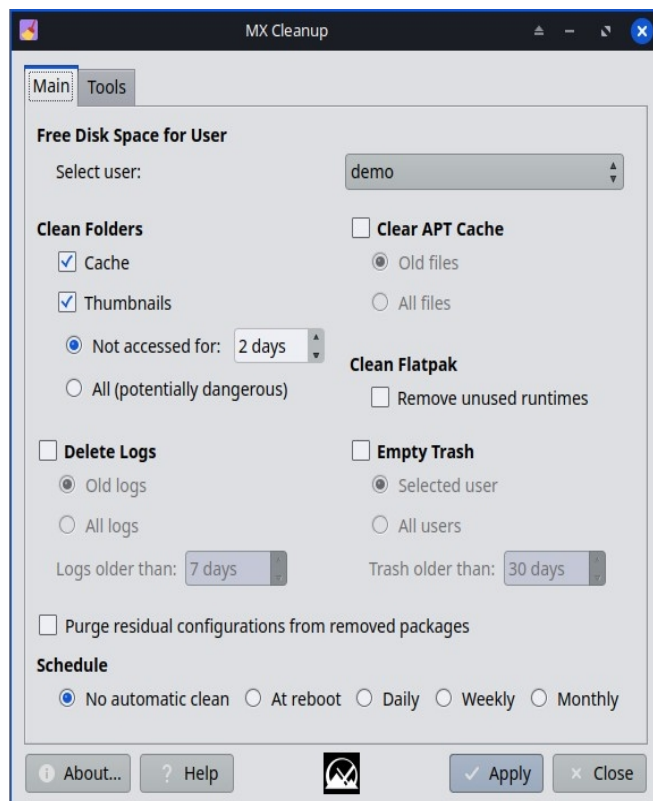 MX Cleanup
Main
Tools
Free Disk Space for User
Select user:
demo
Clean Folders
Cache
Thumbnails
Not accessed for: 2 days
All (potentially dangerous)
Clear APT Cache
Old files
All files
Clean Flatpak
Remove unused runtimes
Delete Logs
Old logs
All logs
Logs older than: 7 days
Empty Trash
Selected user
All users
Trash older than: 30 days
Purge residual configurations from removed packages
Schedule
No automatic clean
At reboot
Daily
Weekly
Monthly
About...
? Help
Apply
Close